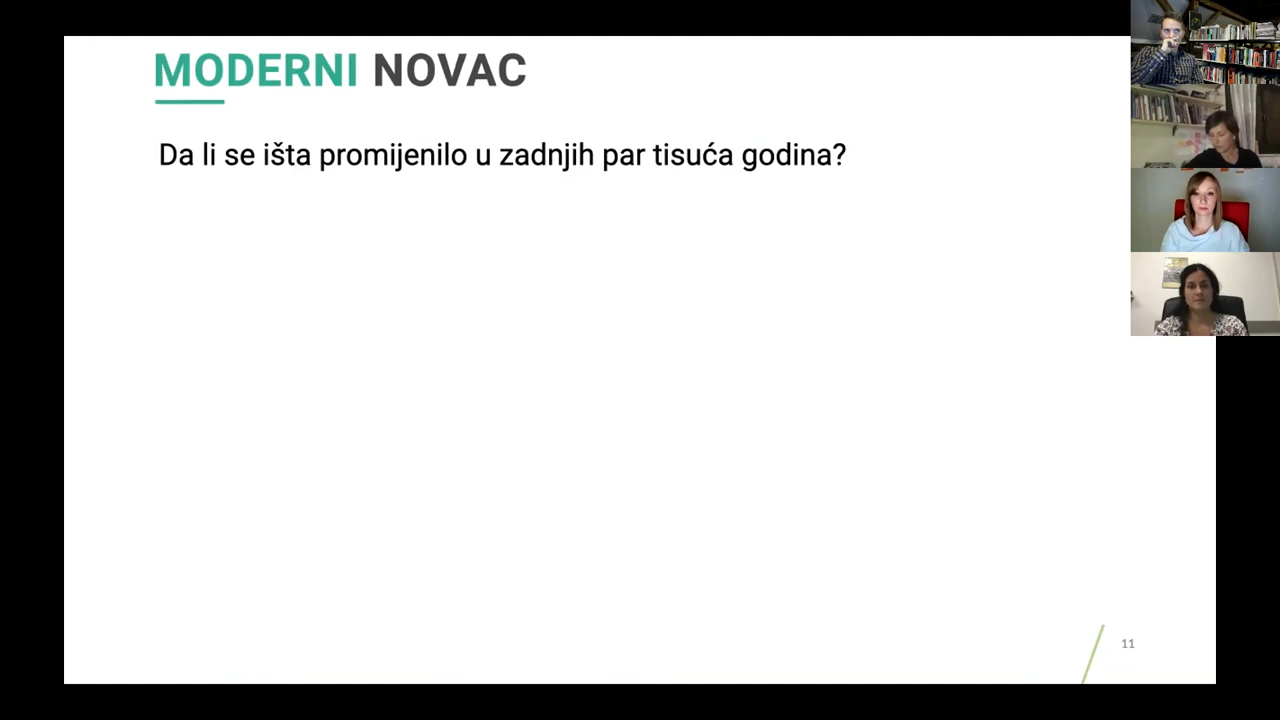 MODERNI NOVAC
Da li se išta promijenilo u zadnjih par tisuća godina?
11